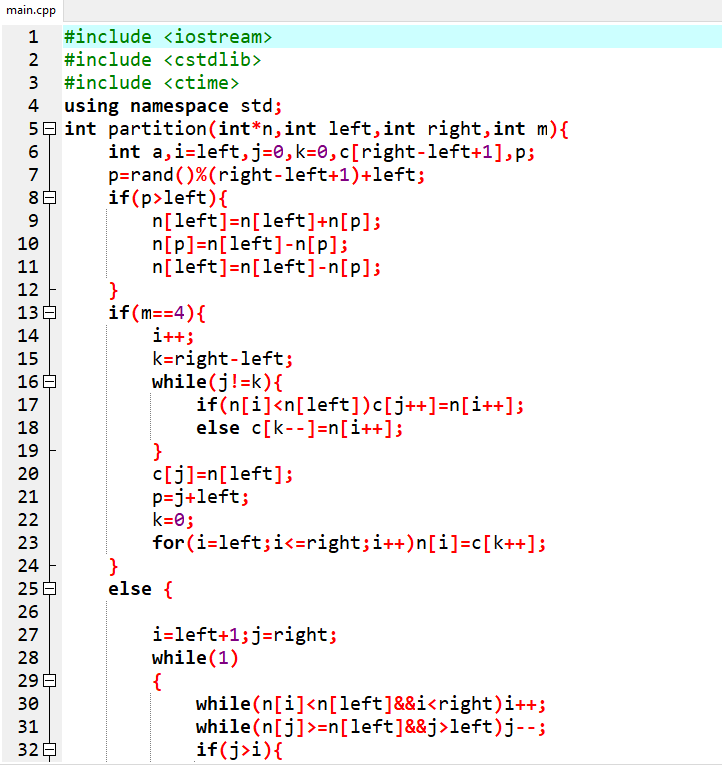 main.cpp
1 #include <iostream>
2 #include <cstdlib>
3 #include <ctime>
4 using namespace std;
5 int partition(int*n,int left,int right,int m){
6 int a,i=left,j=0,k=0,c[right-left+1],p;
7 p=rand()%(right-left+1)+left;
8 if(p>left){
9 n[left]=n[left]+n[p];
10 n[p]=n[left]-n[p];
11 n[left]=n[left]-n[p];
12 }
13 if(m==4){
14 i++;
15 k=right-left;
16 while(j!=k){
17 if(n[i]<n[left])c[j++]=n[i++];
18 else c[k--]=n[i++];
19 }
20 c[j]=n[left];
21 p=j+left;
22 k=0;
23 for(i=left;i<=right;i++)n[i]=c[k++];
24 }
25 else {
26
27 i=left+1;j=right;
28 while(1)
29 {
30 while(n[i]<n[left]&&i<right)i++;
31 while(n[j]>=n[left]&&j>left)j--;
32 if(j>i){